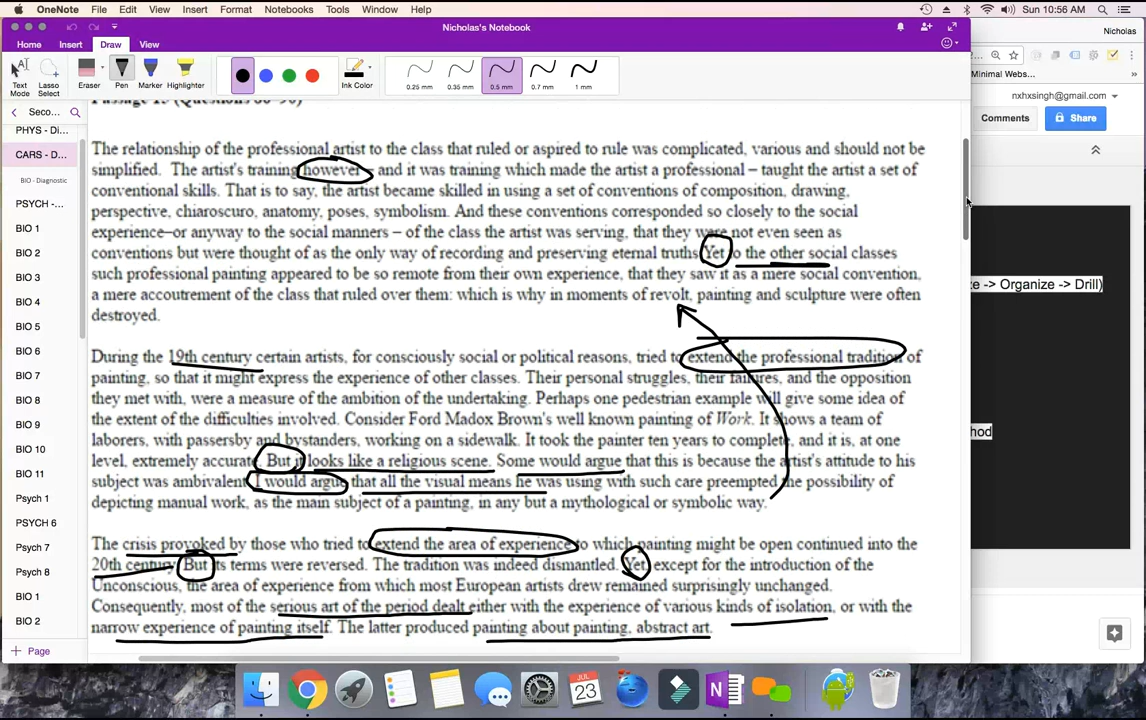 OneNote File Edit View Insert Format Notebooks Tools Window Help Sun 10:56 AM Nicholas
Nicholas's Notebook
Nicholas
Home Insert Draw View
Text Mode
Lasso Select
Eraser
Pen
Marker
Highlighter
Ink Color
0.25 mm 0.35 mm 0.5 mm 0.7 mm 1 mm
Minimal Webs...
nxhxsingh@gmail.com
Comments
Share
Seco...
PHYS - Di...
CARS - D...
BIO - Diagnostic
PSYCH -...
BIO 1
BIO 2
BIO 3
BIO 4
BIO 5
BIO 6
BIO 7
BIO 8
BIO 9
BIO 10
BIO 11
Psych 1
PSYCH 6
Psych 7
Psych 8
BIO 1
BIO 2
+ Page
The relationship of the professional artist to the class that ruled or aspired to rule was complicated, various and should not be
simplified. The artist's training however – and it was training which made the artist a professional – taught the artist a set of
conventional skills. That is to say, the artist became skilled in using a set of conventions of composition, drawing,
perspective, chiaroscuro, anatomy, poses, symbolism. And these conventions corresponded so closely to the social
experience–or anyway to the social manners – of the class the artist was serving, that they were not even seen as
conventions but were thought of as the only way of recording and preserving eternal truths. Yet to the other social classes
such professional painting appeared to be so remote from their own experience, that they saw it as a mere social convention,
a mere accoutrement of the class that ruled over them: which is why in moments of revolt, painting and sculpture were often
destroyed.
During the 19th century certain artists, for consciously social or political reasons, tried to extend the professional tradition of
painting, so that it might express the experience of other classes. Their personal struggles, their failures, and the opposition
they met with, were a measure of the ambition of the undertaking. Perhaps one pedestrian example will give some idea of
the extent of the difficulties involved. Consider Ford Madox Brown's well known painting of Work. It shows a team of
laborers, with passersby and bystanders, working on a sidewalk. It took the painter ten years to complete, and it is, at one
level, extremely accurate. But it looks like a religious scene. Some would argue that this is because the artist's attitude to his
subject was ambivalent. I would argue that all the visual means he was using with such care preempted the possibility of
depicting manual work, as the main subject of a painting, in any but a mythological or symbolic way.
The crisis provoked by those who tried to extend the area of experience to which painting might be open continued into the
20th century. But its terms were reversed. The tradition was indeed dismantled. Yet, except for the introduction of the
Unconscious, the area of experience from which most European artists drew remained surprisingly unchanged.
Consequently, most of the serious art of the period dealt either with the experience of various kinds of isolation, or with the
narrow experience of painting itself. The latter produced painting about painting, abstract art.
-> Organize -> Drill)
JUL
23